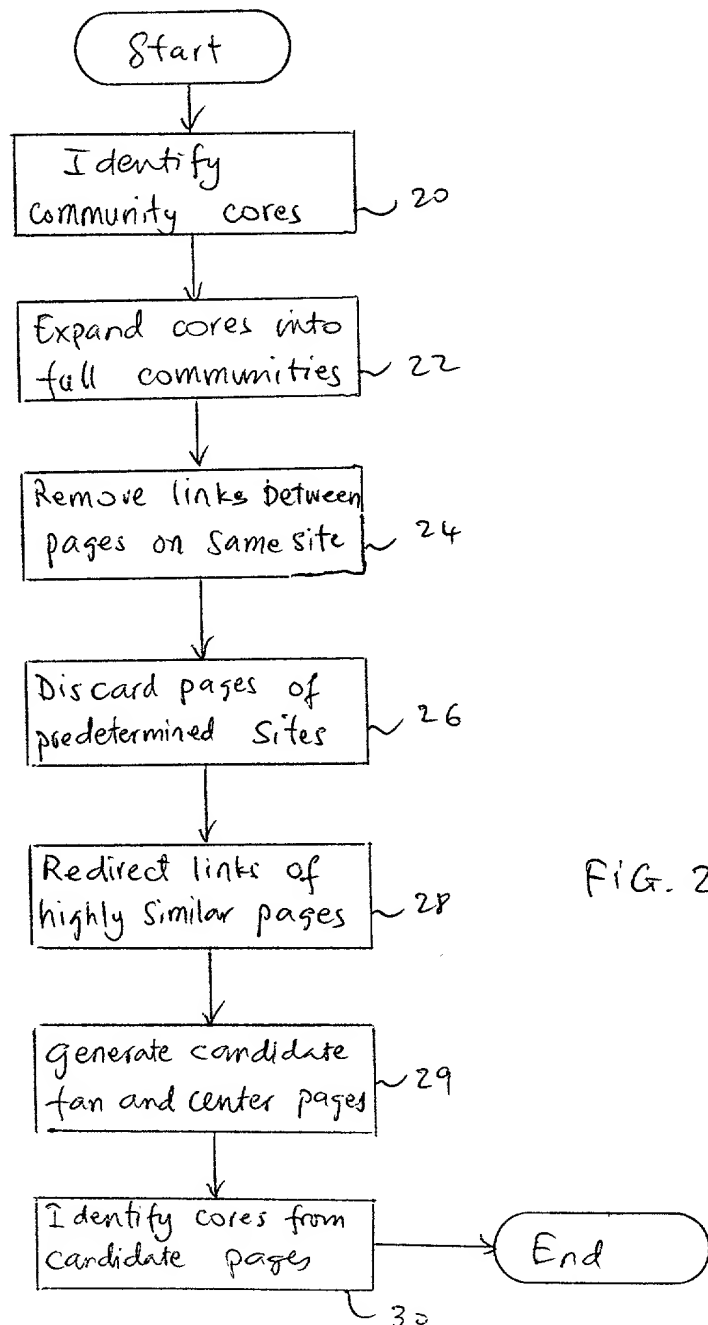 Start
Identify
community cores
20
Expand cores into
full communities
22
Remove links between
pages on same site
24
Discard pages of
predetermined sites
26
Redirect links of
highly similar pages
28
FIG. 2
generate candidate
fan and center pages
29
Identify cores from
candidate pages
30
End